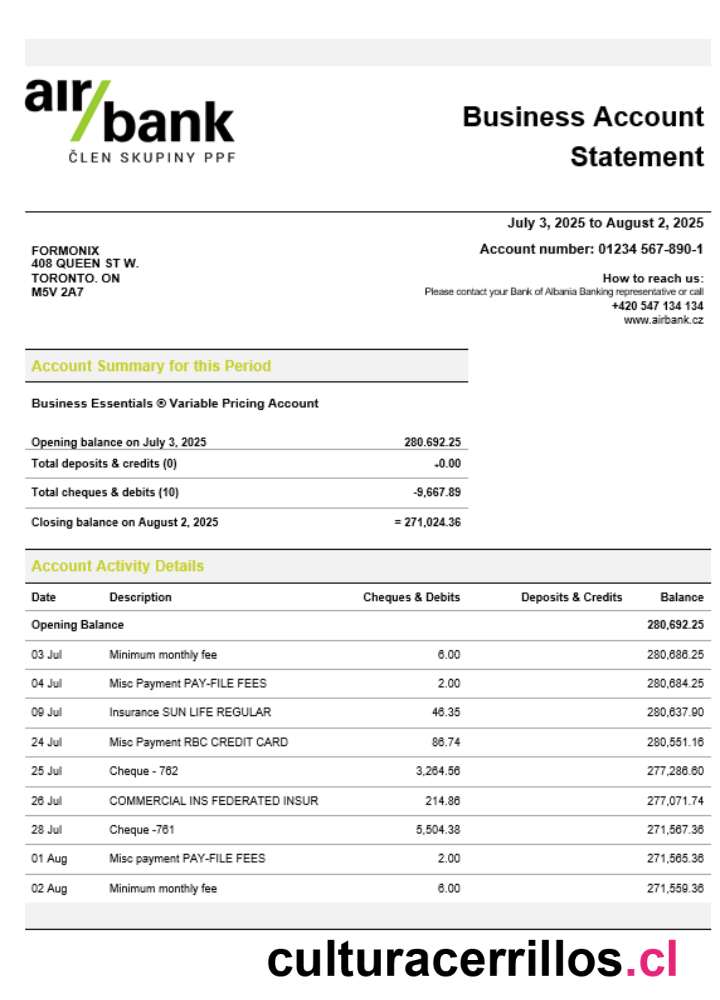 air bank
ČLEN SKUPINY PPF
Business Account
Statement
July 3, 2025 to August 2, 2025
FORMONIX
408 QUEEN ST W.
TORONTO. ON
M5V 2A7
Account number: 01234 567-890-1
How to reach us:
Please contact your Bank of Albania Banking representative or call
+420 547 134 134
www.airbank.cz
Account Summary for this Period
Business Essentials ® Variable Pricing Account
Opening balance on July 3, 2025 280.692.25
Total deposits & credits (0) -0.00
Total cheques & debits (10) -9,667.89
Closing balance on August 2, 2025 = 271,024.36
Account Activity Details
Date Description Cheques & Debits Deposits & Credits Balance
Opening Balance 280,692.25
03 Jul Minimum monthly fee 6.00 280,686.25
04 Jul Misc Payment PAY-FILE FEES 2.00 280,684.25
09 Jul Insurance SUN LIFE REGULAR 46.35 280,637.90
24 Jul Misc Payment RBC CREDIT CARD 86.74 280,551.16
25 Jul Cheque - 762 3,264.56 277,286.60
26 Jul COMMERCIAL INS FEDERATED INSUR 214.86 277,071.74
28 Jul Cheque -761 5,504.38 271,567.36
01 Aug Misc payment PAY-FILE FEES 2.00 271,565.36
02 Aug Minimum monthly fee 6.00 271,559.36
culturacerrillos.cl